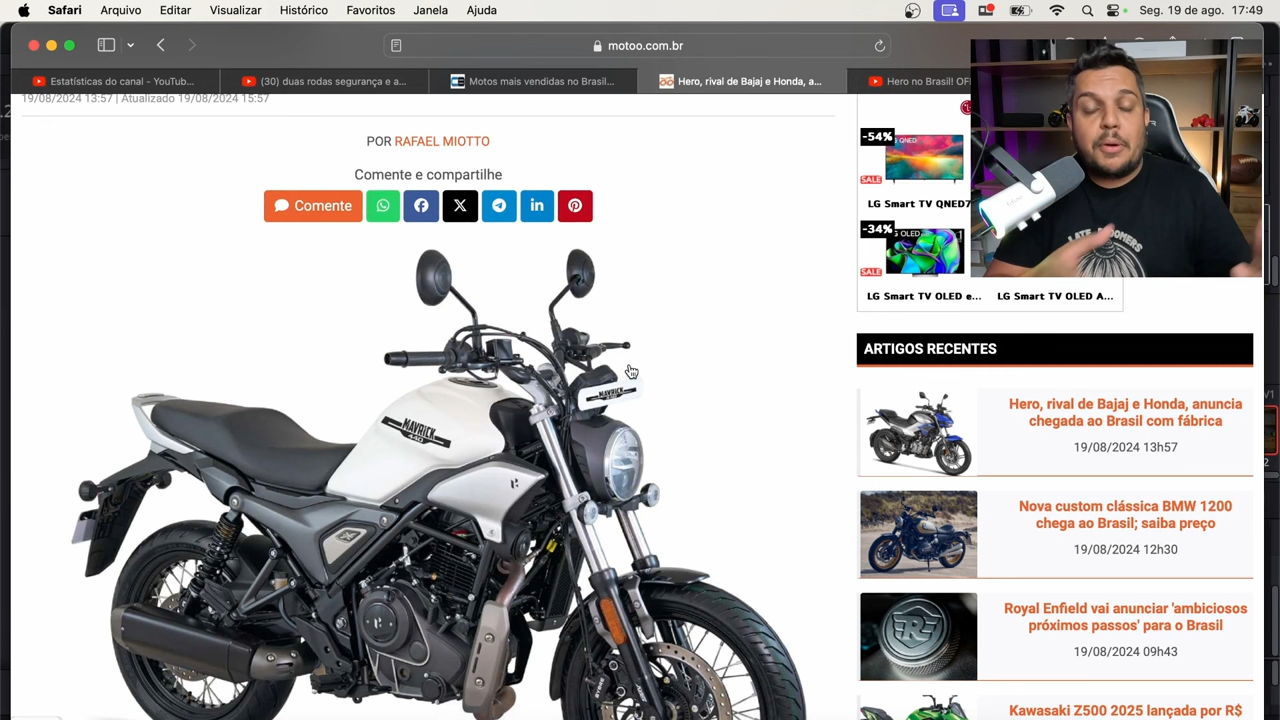 Safari Arquivo Editar Visualizar Histórico Favoritos Janela Ajuda Seg. 19 de ago. 17:49
motoo.com.br
Estatísticas do canal - YouTub... (30) duas rodas segurança e a... Motos mais vendidas no Brasil... Hero, rival de Bajaj e Honda, a... Hero no Brasil! OFI
19/08/2024 13:57 | Atualizado 19/08/2024 15:57
POR RAFAEL MIOTTO
Comente e compartilhe
Comente
MAVRICK
MAVRICK
440
-54%
QNED
SALE
LG Smart TV QNED7
-34%
OLED
SALE
LG Smart TV OLED e... LG Smart TV OLED A...
LATE BLOOMERS
ARTIGOS RECENTES
Hero, rival de Bajaj e Honda, anuncia
chegada ao Brasil com fábrica
19/08/2024 13h57
Nova custom clássica BMW 1200
chega ao Brasil; saiba preço
19/08/2024 12h30
Royal Enfield vai anunciar 'ambiciosos
próximos passos' para o Brasil
19/08/2024 09h43
Kawasaki Z500 2025 lançada por R$